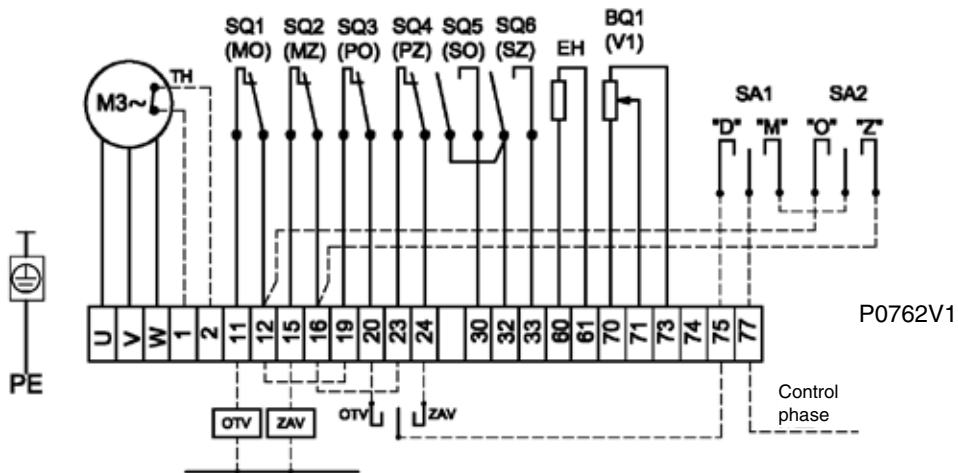 SQ1 SQ2 SQ3 SQ4 SQ5 SQ6
(MO) (MZ) (PO) (PZ) (SO) (SZ)
EH
BQ1
(V1)
TH
M3~
SA1 SA2
"D" "M" "O" "Z"
U V W 1 2 11 12 15 16 19 20 23 24 30 32 33 60 61 70 71 73 74 75 77
P0762V1
PE
OTV ZAV
OTV ZAV
Control
phase